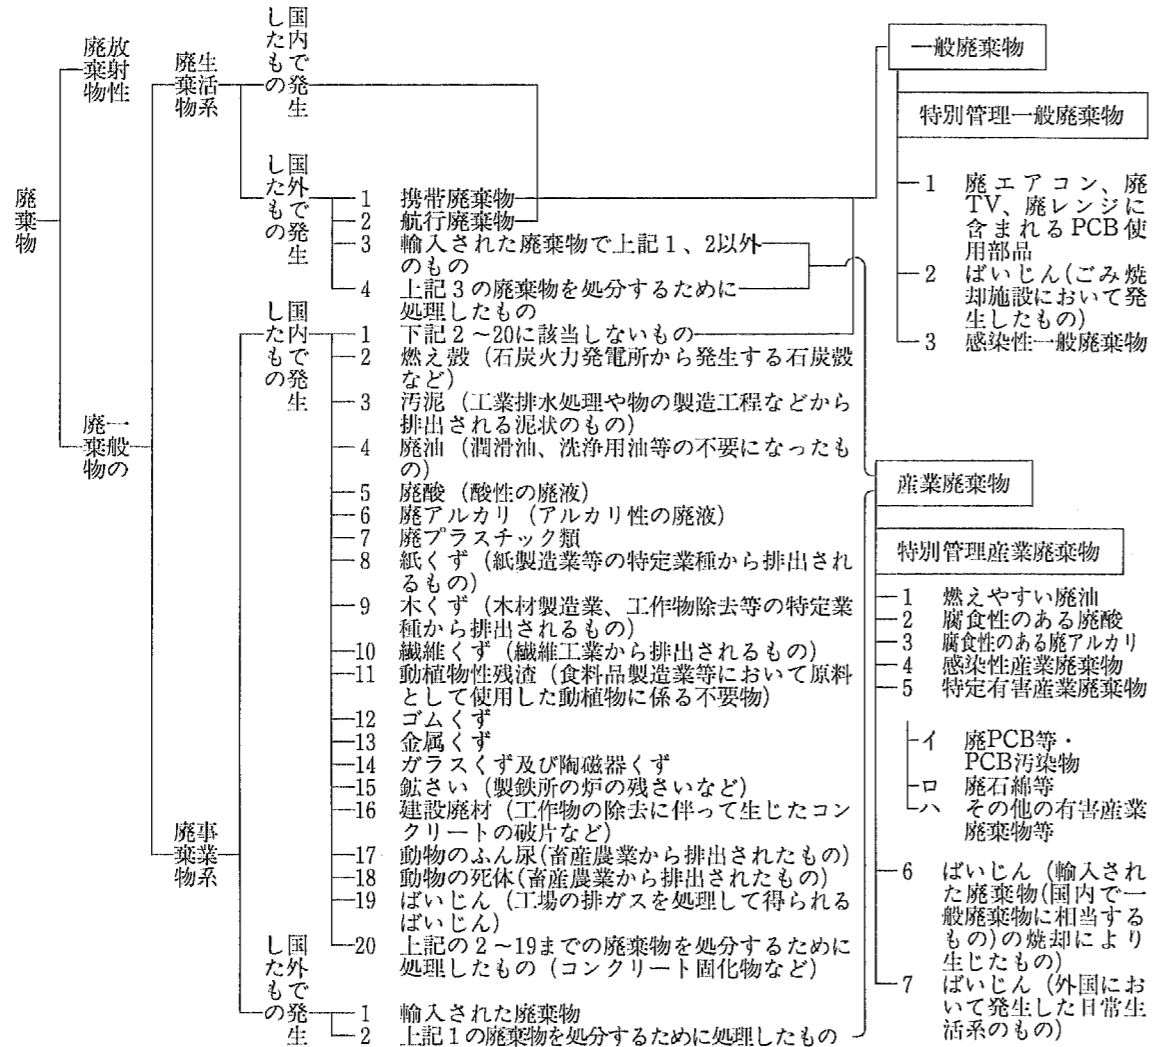 廃棄物
放射性
廃棄物
一般の
廃棄物
生活系
廃棄物
事業系
廃棄物
国内で発生
したもの
国外で発生
したもの
1 携帯廃棄物
2 航行廃棄物
3 輸入された廃棄物で上記1、2以外
のもの
4 上記3の廃棄物を処分するために
処理したもの
国内で発生
したもの
1 下記2〜20に該当しないもの
2 燃え殻（石炭火力発電所から発生する石炭殻
など）
3 汚泥（工業排水処理や物の製造工程などから
排出される泥状のもの）
4 廃油（潤滑油、洗浄用油等の不要になったも
の）
5 廃酸（酸性の廃液）
6 廃アルカリ（アルカリ性の廃液）
7 廃プラスチック類
8 紙くず（紙製造業等の特定業種から排出され
るもの）
9 木くず（木材製造業、工作物除去等の特定業
種から排出されるもの）
10 繊維くず（繊維工業から排出されるもの）
11 動植物性残渣（食料品製造業等において原料
として使用した動植物に係る不要物）
12 ゴムくず
13 金属くず
14 ガラスくず及び陶磁器くず
15 鉱さい（製鉄所の炉の残さいなど）
16 建設廃材（工作物の除去に伴って生じたコン
クリートの破片など）
17 動物のふん尿(畜産農業から排出されたもの）
18 動物の死体(畜産農業から排出されたもの）
19 ばいじん（工場の排ガスを処理して得られる
ばいじん）
20 上記の2〜19までの廃棄物を処分するために
処理したもの（コンクリート固化物など）
国外での発生
したもの
1 輸入された廃棄物
2 上記1の廃棄物を処分するために処理したもの
一般廃棄物
特別管理一般廃棄物
1 廃エアコン、廃
TV、廃レンジに
含まれるPCB使
用部品
2 ばいじん(ごみ焼
却施設において発
生したもの）
3 感染性一般廃棄物
産業廃棄物
特別管理産業廃棄物
1 燃えやすい廃油
2 腐食性のある廃酸
3 腐食性のある廃アルカリ
4 感染性産業廃棄物
5 特定有害産業廃棄物
イ 廃PCB等・
PCB汚染物
ロ 廃石綿等
ハ その他の有害産業
廃棄物等
6 ばいじん（輸入され
た廃棄物(国内で一
般廃棄物に相当する
もの)の焼却により
生じたもの）
7 ばいじん（外国にお
いて発生した日常生
活系のもの）